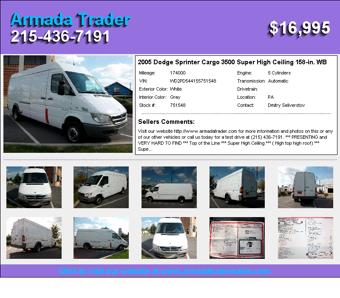 Armada Trader
215-436-7191
$16,995
2005 Dodge Sprinter Cargo 3500 Super High Ceiling 158-in. WB
Mileage: 174000 Engine: 5 Cylinders
VIN: WD2PD544155751548 Transmission: Automatic
Exterior Color: White Drivetrain:
Interior Color: Grey Location: PA
Stock #: 751548 Contact: Dmitry Seliverstov
Sellers Comments:
Visit our website http://www.armadatrader.com for more information and photos on this or any
of our other vehicles or call us today for a test drive at (215) 436-7191. *** PRESENTING and
VERY HARD TO FIND *** Top of the Line *** Super High Ceiling *** ( High top high roof) ***
Supe...